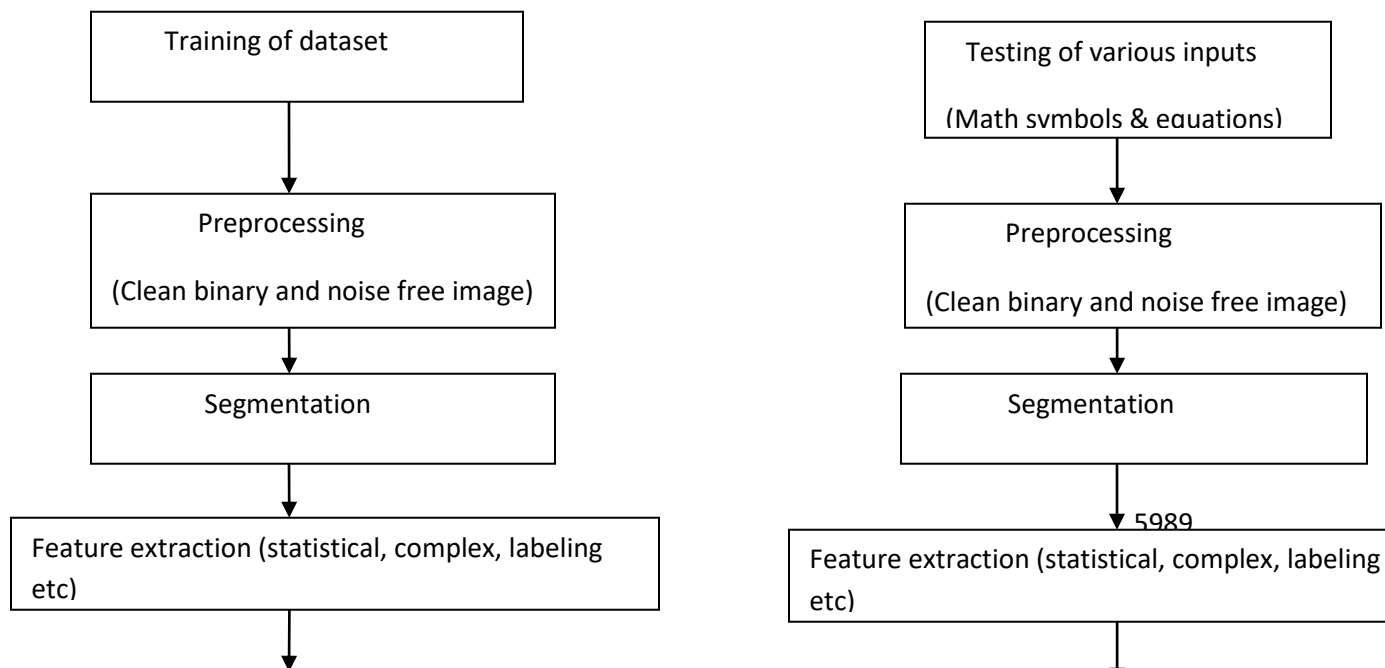 Training of dataset
Preprocessing
(Clean binary and noise free image)
Segmentation
Feature extraction (statistical, complex, labeling
etc)
Testing of various inputs
(Math symbols & equations)
Preprocessing
(Clean binary and noise free image)
Segmentation
5989
Feature extraction (statistical, complex, labeling
etc)